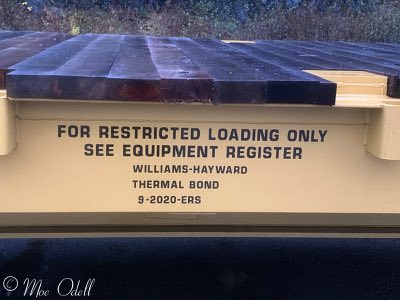 FOR RESTRICTED LOADING ONLY
SEE EQUIPMENT REGISTER
WILLIAMS-HAYWARD
THERMAL BOND
9-2020-ERS
© Moe Odell